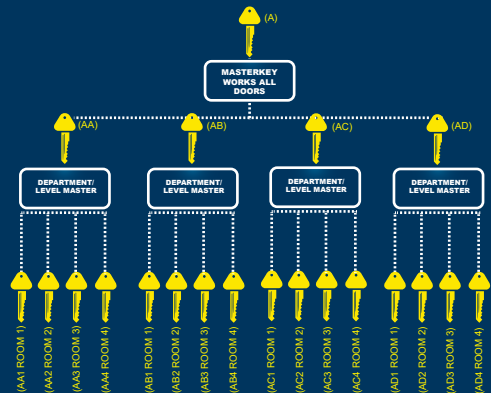 (A)
MASTERKEY
WORKS ALL
DOORS
(AA)
(AB)
(AC)
(AD)
DEPARTMENT/
LEVEL MASTER
DEPARTMENT/
LEVEL MASTER
DEPARTMENT/
LEVEL MASTER
DEPARTMENT/
LEVEL MASTER
(AA1 ROOM 1)
(AA2 ROOM 2)
(AA3 ROOM 3)
(AA4 ROOM 4)
(AB1 ROOM 1)
(AB2 ROOM 2)
(AB3 ROOM 3)
(AB4 ROOM 4)
(AC1 ROOM 1)
(AC2 ROOM 2)
(AC3 ROOM 3)
(AC4 ROOM 4)
(AD1 ROOM 1)
(AD2 ROOM 2)
(AD3 ROOM 3)
(AD4 ROOM 4)